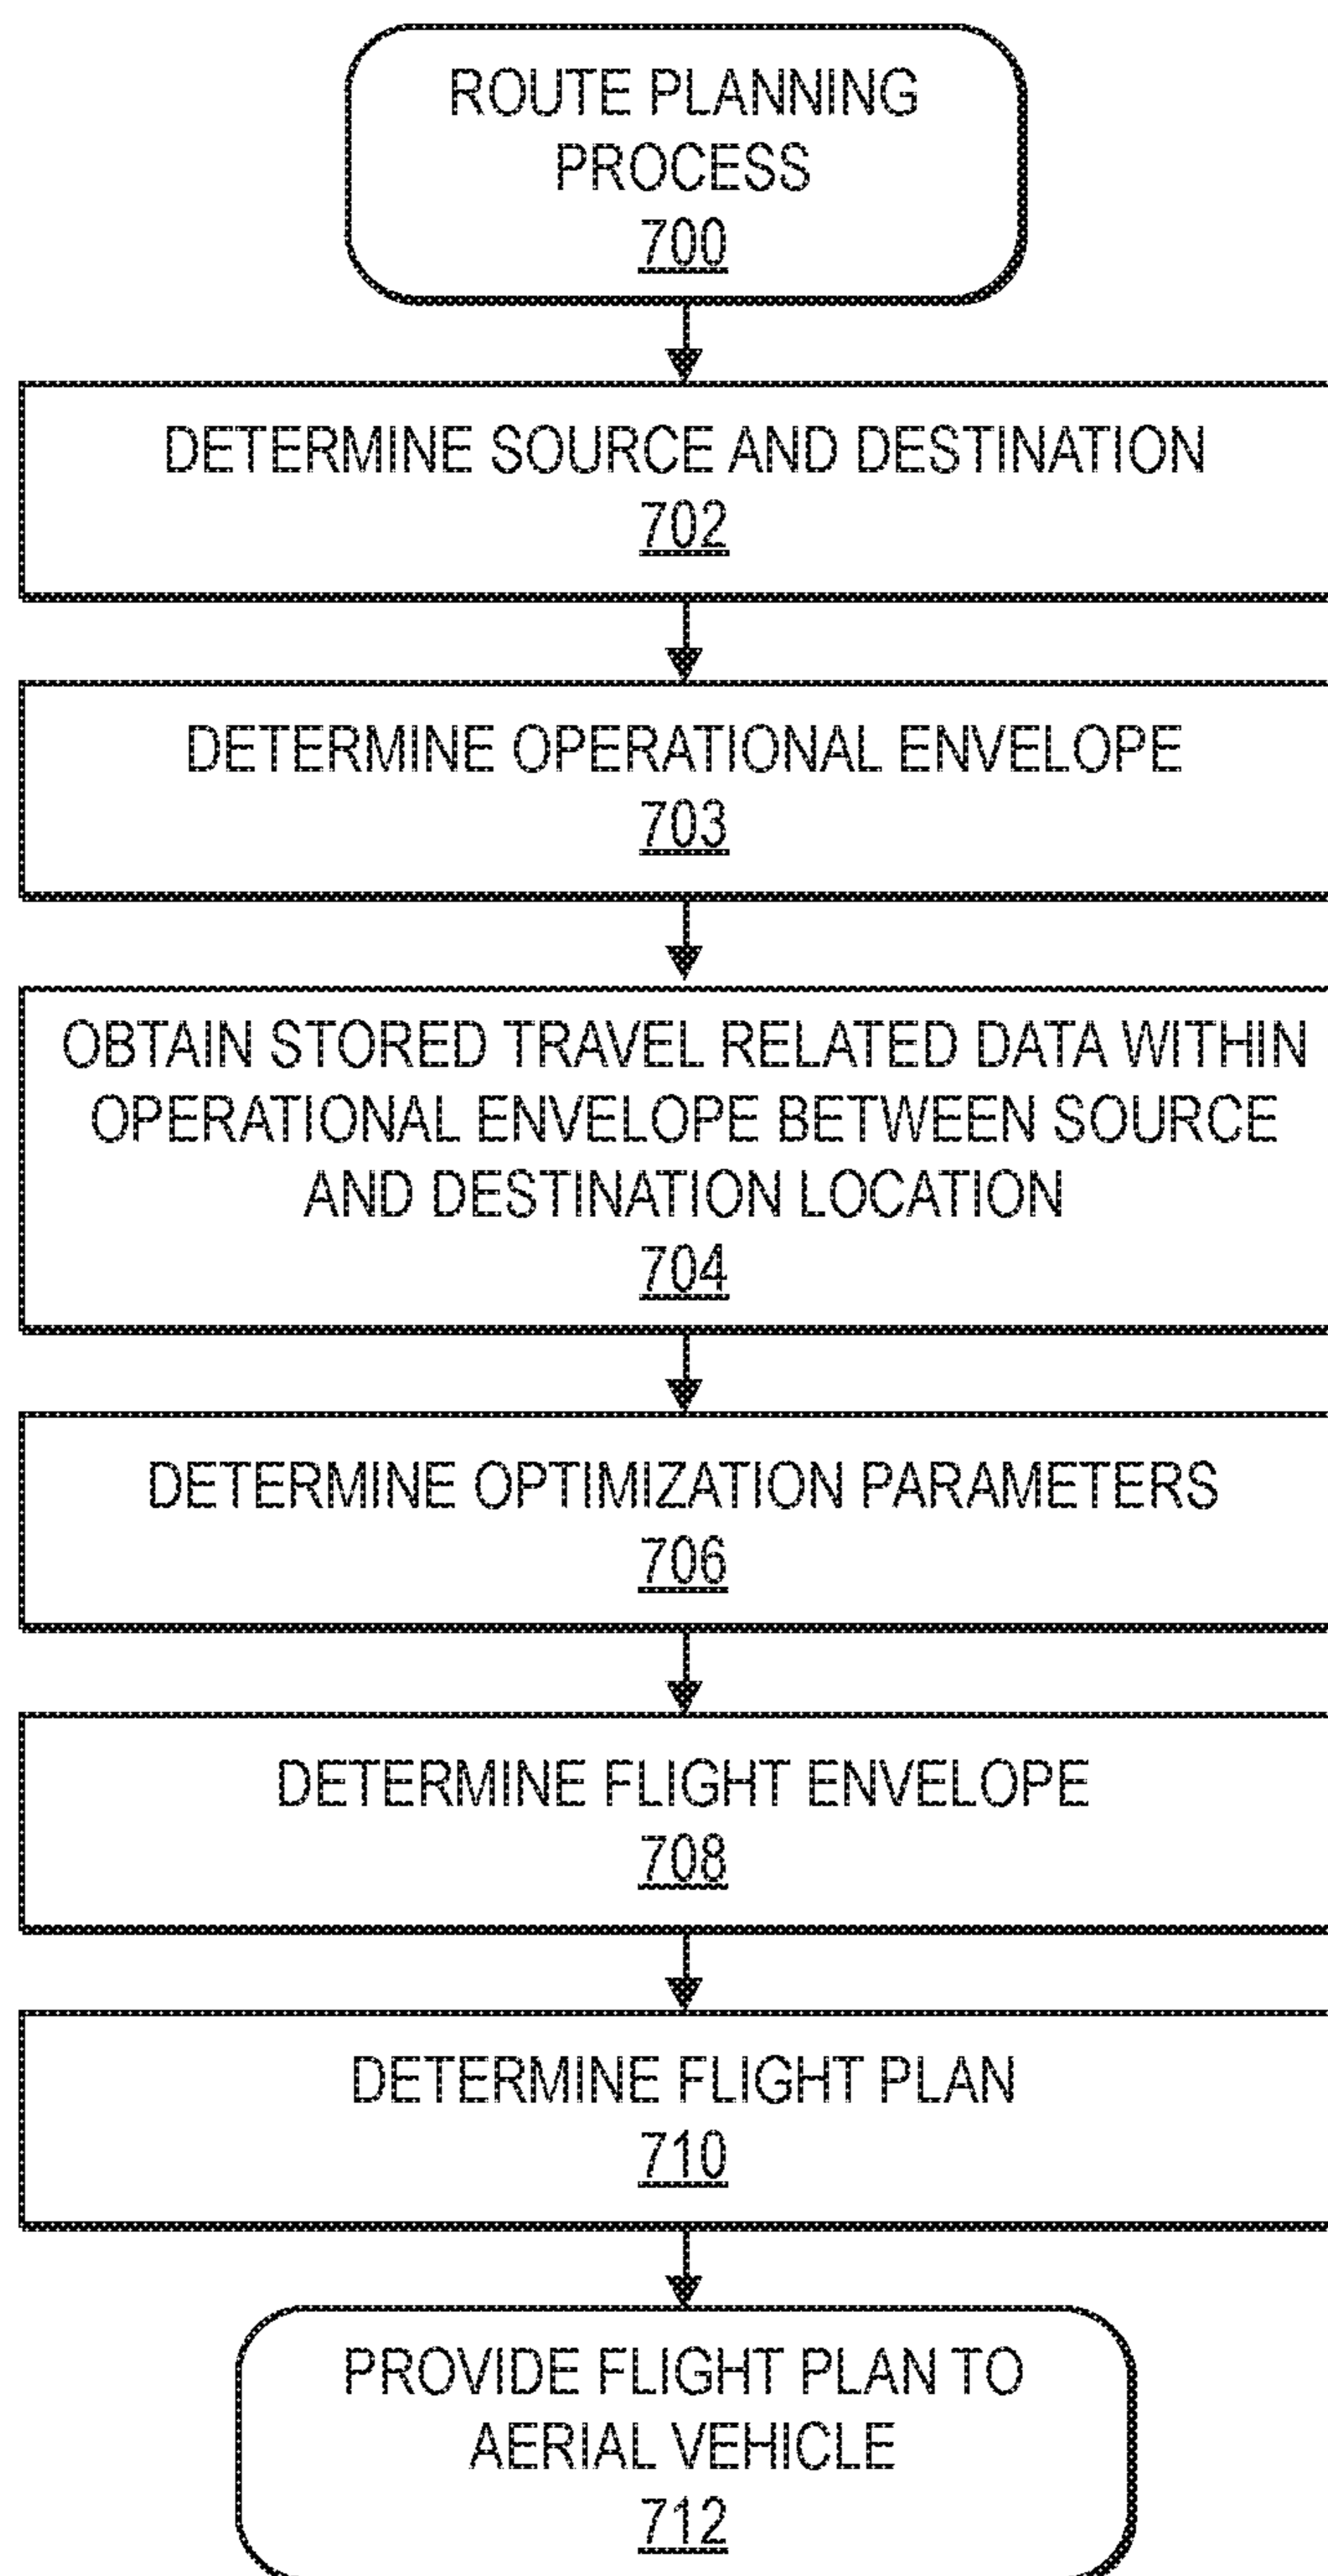 ROUTE PLANNING
PROCESS
700
DETERMINE SOURCE AND DESTINATION
702
DETERMINE OPERATIONAL ENVELOPE
703
OBTAIN STORED TRAVEL RELATED DATA WITHIN
OPERATIONAL ENVELOPE BETWEEN SOURCE
AND DESTINATION LOCATION
704
DETERMINE OPTIMIZATION PARAMETERS
706
DETERMINE FLIGHT ENVELOPE
708
DETERMINE FLIGHT PLAN
710
PROVIDE FLIGHT PLAN TO
AERIAL VEHICLE
712